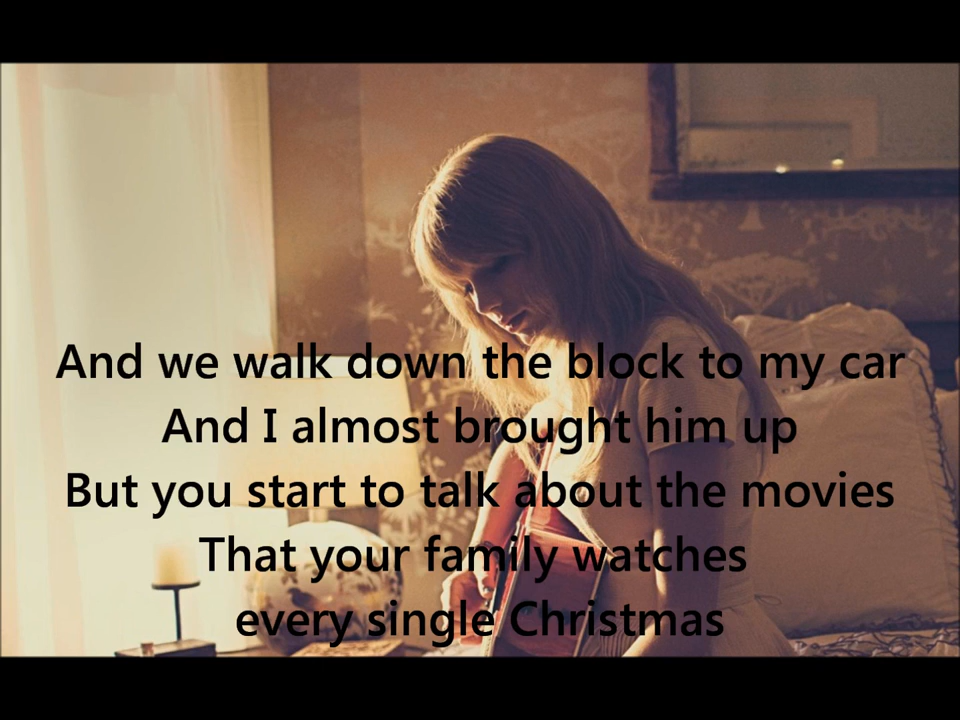 And we walk down the block to my car
And I almost brought him up
But you start to talk about the movies
That your family watches
every single Christmas